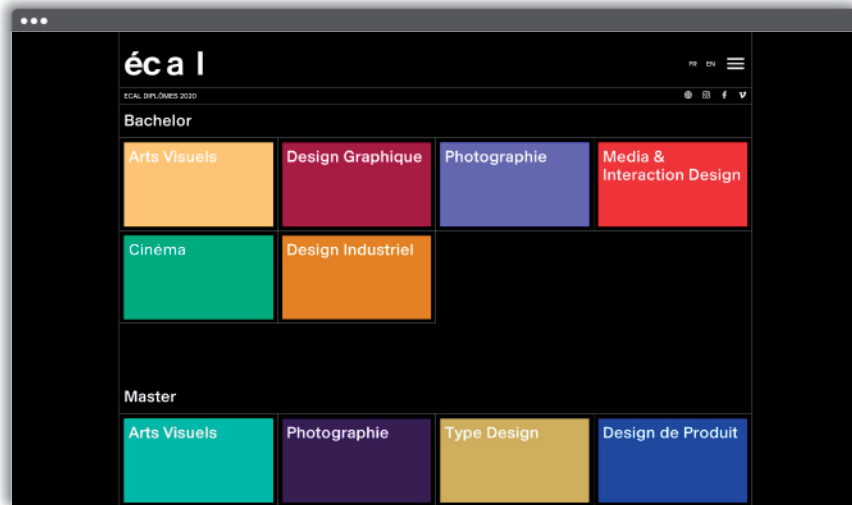 éc a l
FR EN
ECAL DIPLÔMES 2020
Bachelor
Arts Visuels
Design Graphique
Photographie
Media &
Interaction Design
Cinéma
Design Industriel
Master
Arts Visuels
Photographie
Type Design
Design de Produit